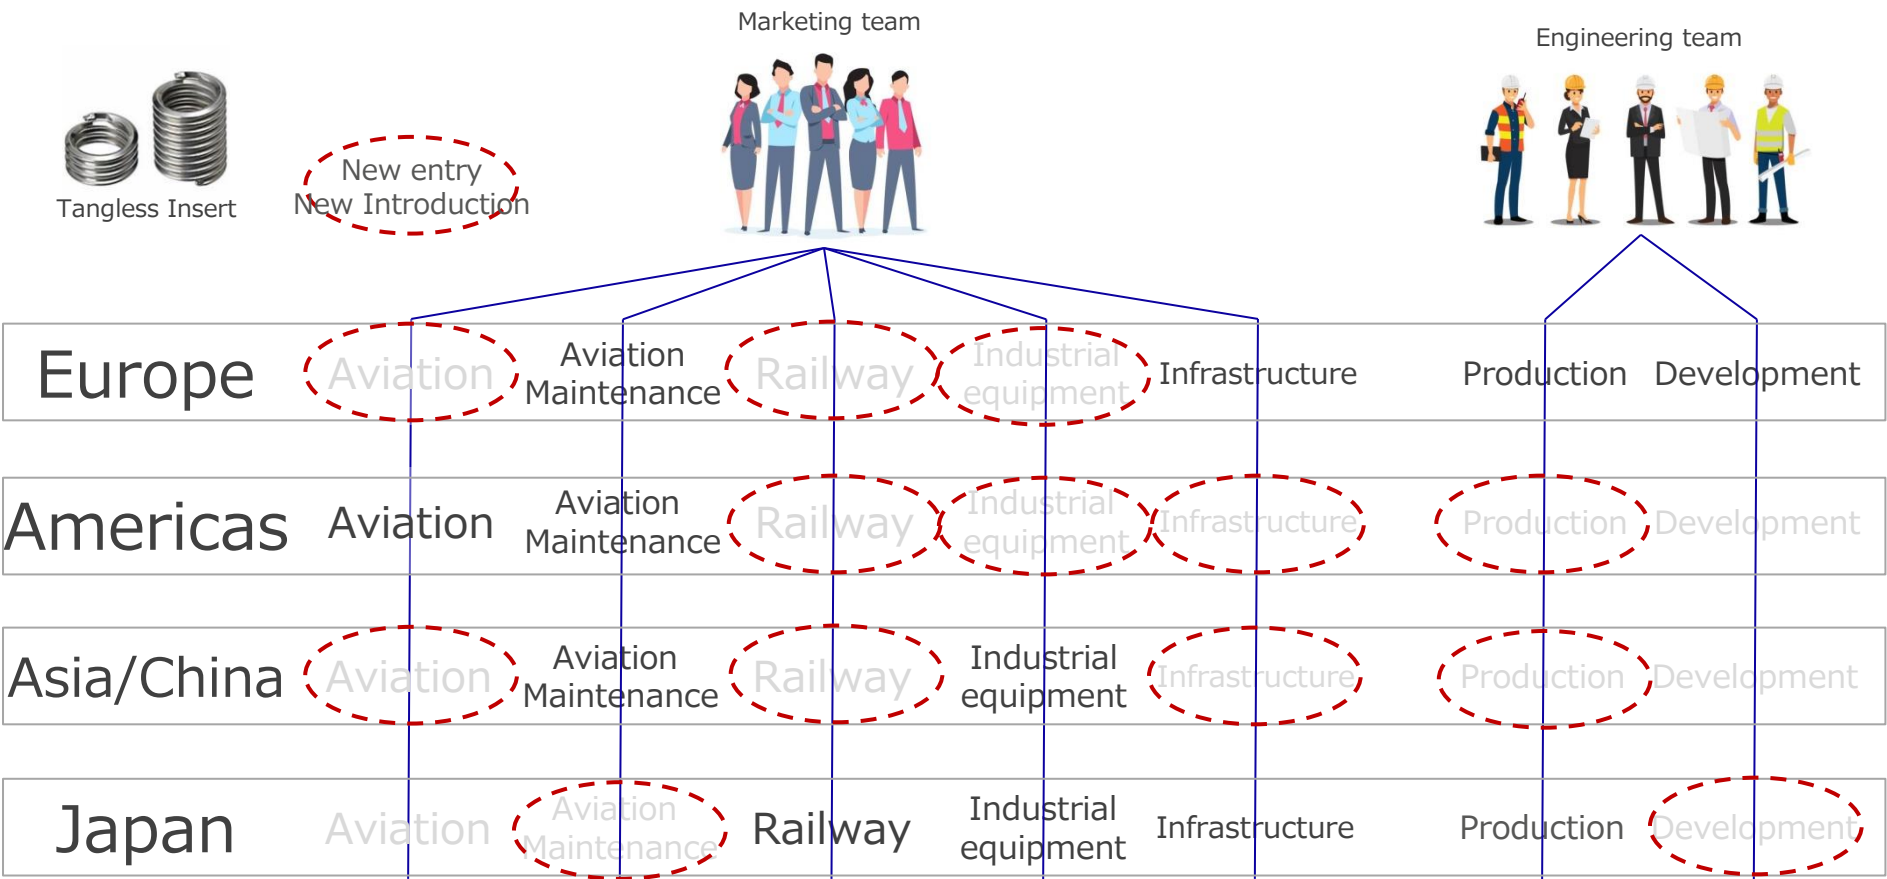 Marketing team
Engineering team
New entry
New Introduction
Tangless Insert
Europe
Aviation
Aviation
Maintenance
Railway
Industrial
equipment
Infrastructure
Production
Development
Americas
Aviation
Aviation
Maintenance
Railway
Industrial
equipment
Infrastructure
Production
Development
Asia/China
Aviation
Aviation
Maintenance
Railway
Industrial
equipment
Infrastructure
Production
Development
Japan
Aviation
Aviation
Maintenance
Railway
Industrial
equipment
Infrastructure
Production
Development